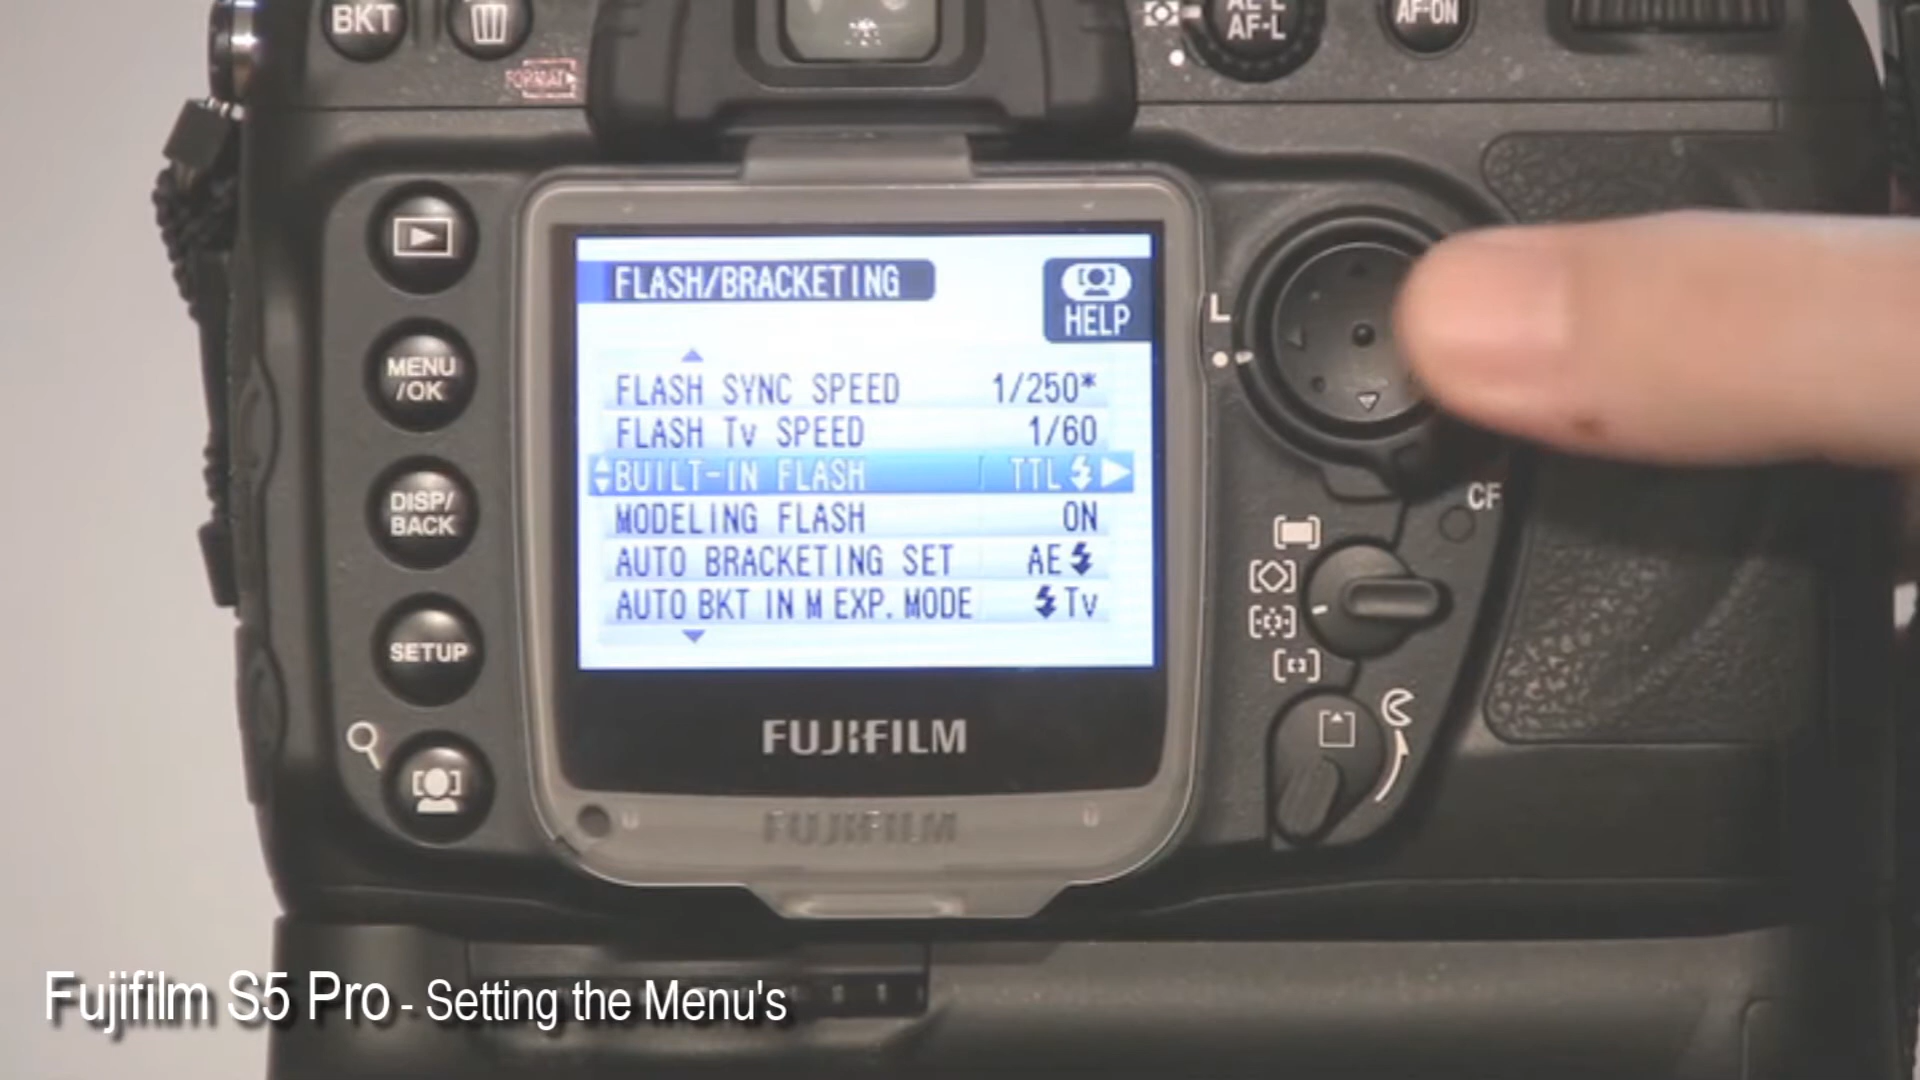 BKT
FORMAT
AE-L
AF-L
AF-ON
FLASH/BRACKETING
HELP
FLASH SYNC SPEED 1/250*
FLASH Tv SPEED 1/60
BUILT-IN FLASH TTL
MODELING FLASH ON
AUTO BRACKETING SET AE
AUTO BKT IN M EXP. MODE Tv
MENU
/OK
DISP/
BACK
SETUP
L
CF
FUJIFILM
FUJIFILM
Fujifilm S5 Pro - Setting the Menu's